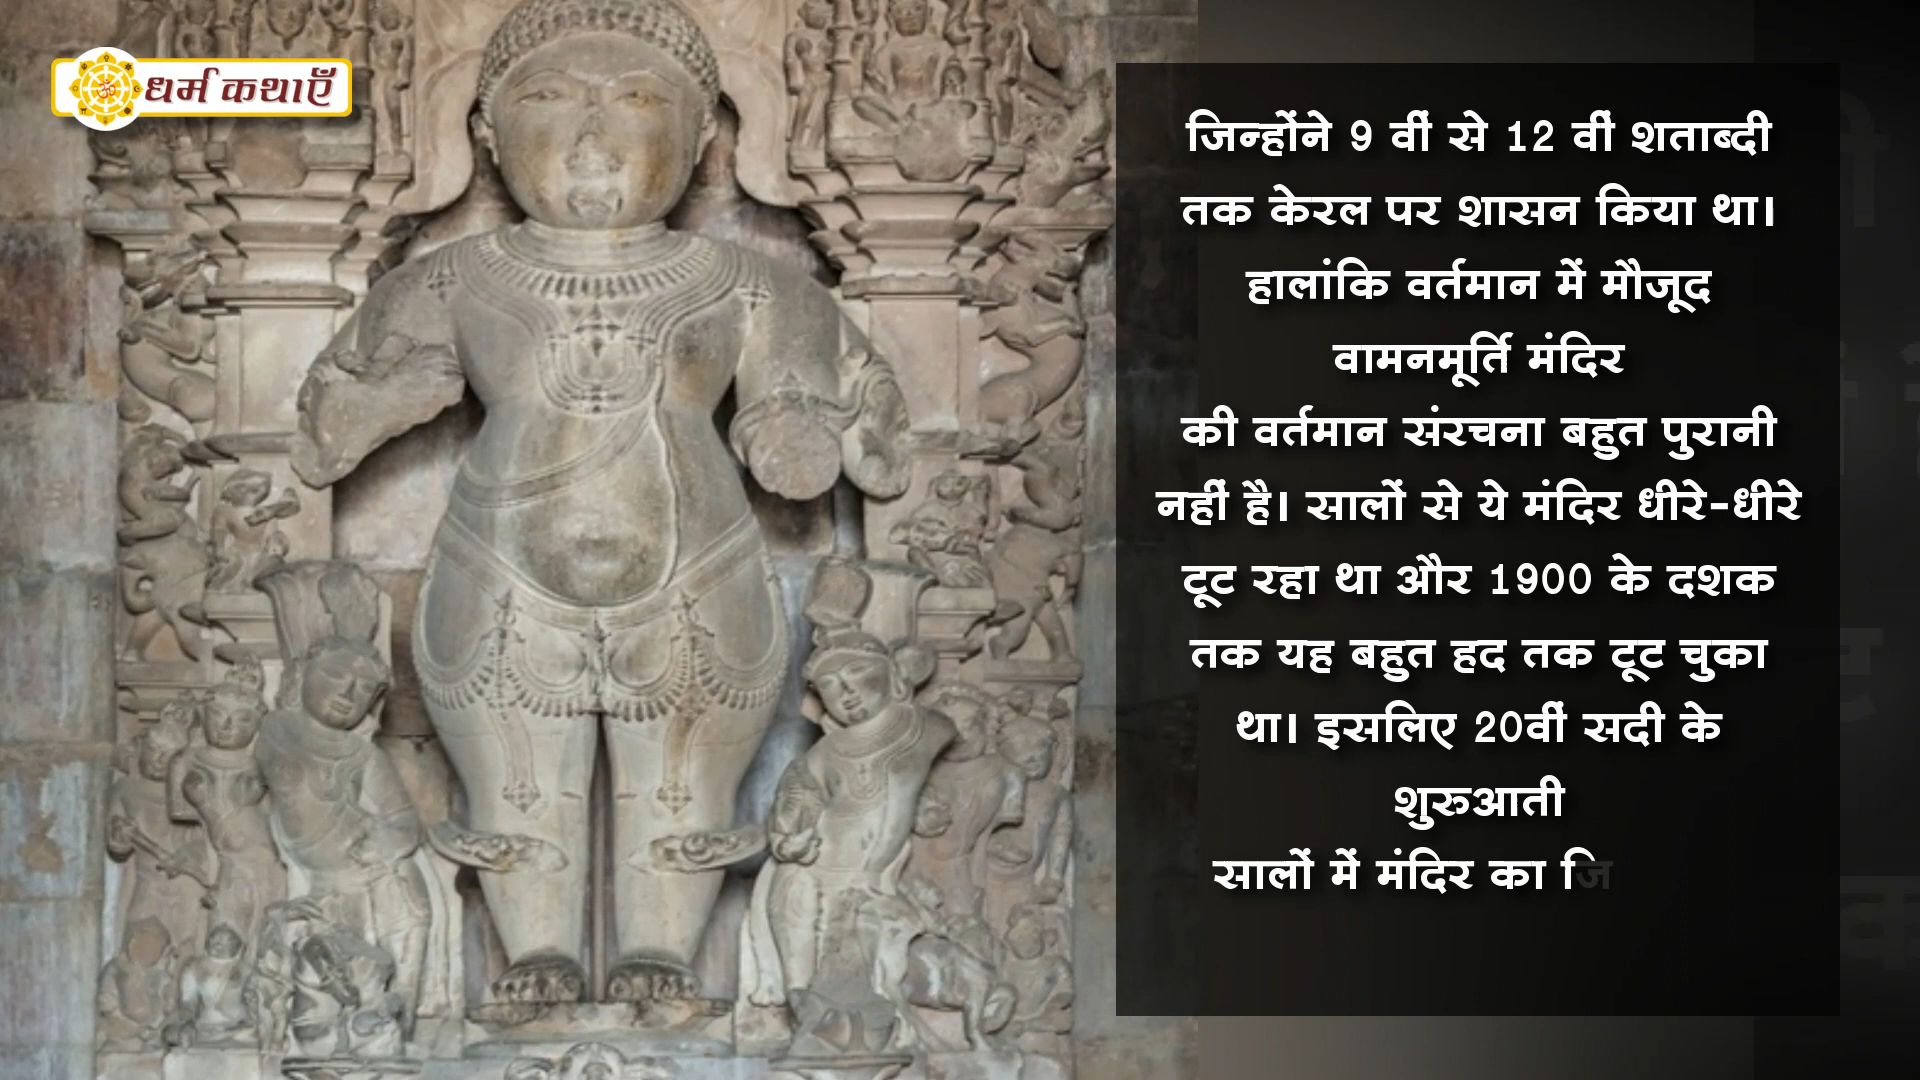 धर्म कथाएँ
जिन्होंने 9 वीं से 12 वीं शताब्दी
तक केरल पर शासन किया था।
हालांकि वर्तमान में मौजूद
वामनमूर्ति मंदिर
की वर्तमान संरचना बहुत पुरानी
नहीं है। सालों से ये मंदिर धीरे-धीरे
टूट रहा था और 1900 के दशक
तक यह बहुत हद तक टूट चुका
था। इसलिए 20वीं सदी के
शुरुआती
सालों में मंदिर का जि